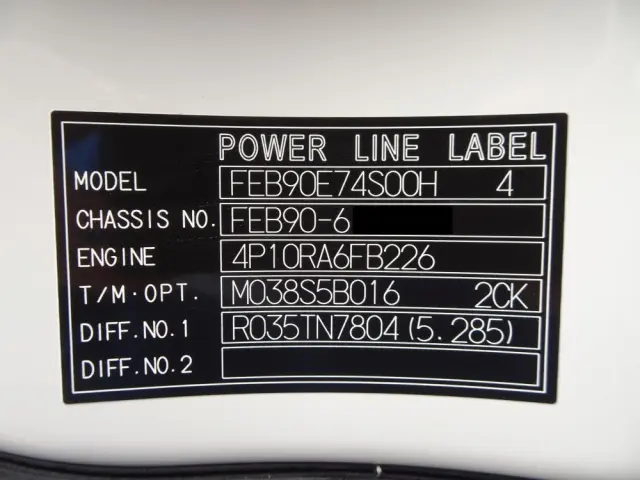 POWER LINE LABEL
MODEL FEB90E74S00H 4
CHASSIS NO. FEB90-6
ENGINE 4P10RA6FB226
T/M·OPT. M038S5B016 2CK
DIFF.NO.1 R035TN7804(5.285)
DIFF.NO.2